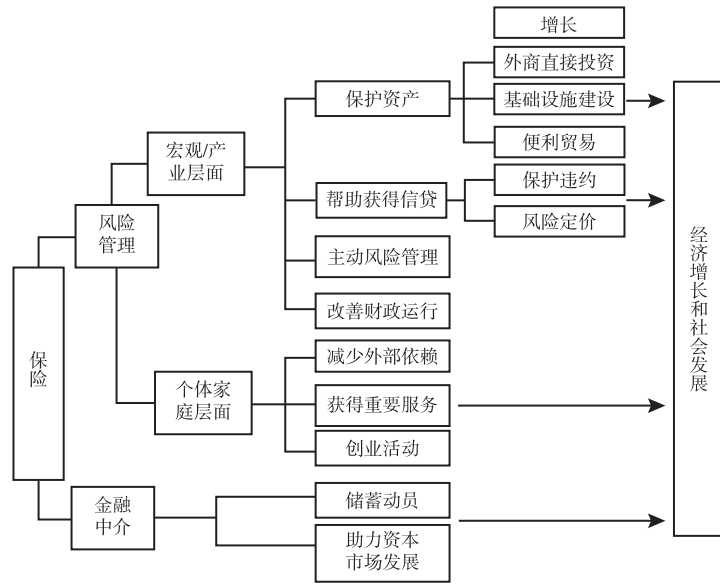 增长
外商直接投资
保护资产
基础设施建设
宏观/产
业层面
便利贸易
保护违约
帮助获得信贷
风险定价
风险
管理
主动风险管理
改善财政运行
经济增长和社会发展
保险
减少外部依赖
个体家
庭层面
获得重要服务
创业活动
金融
中介
储蓄动员
助力资本
市场发展